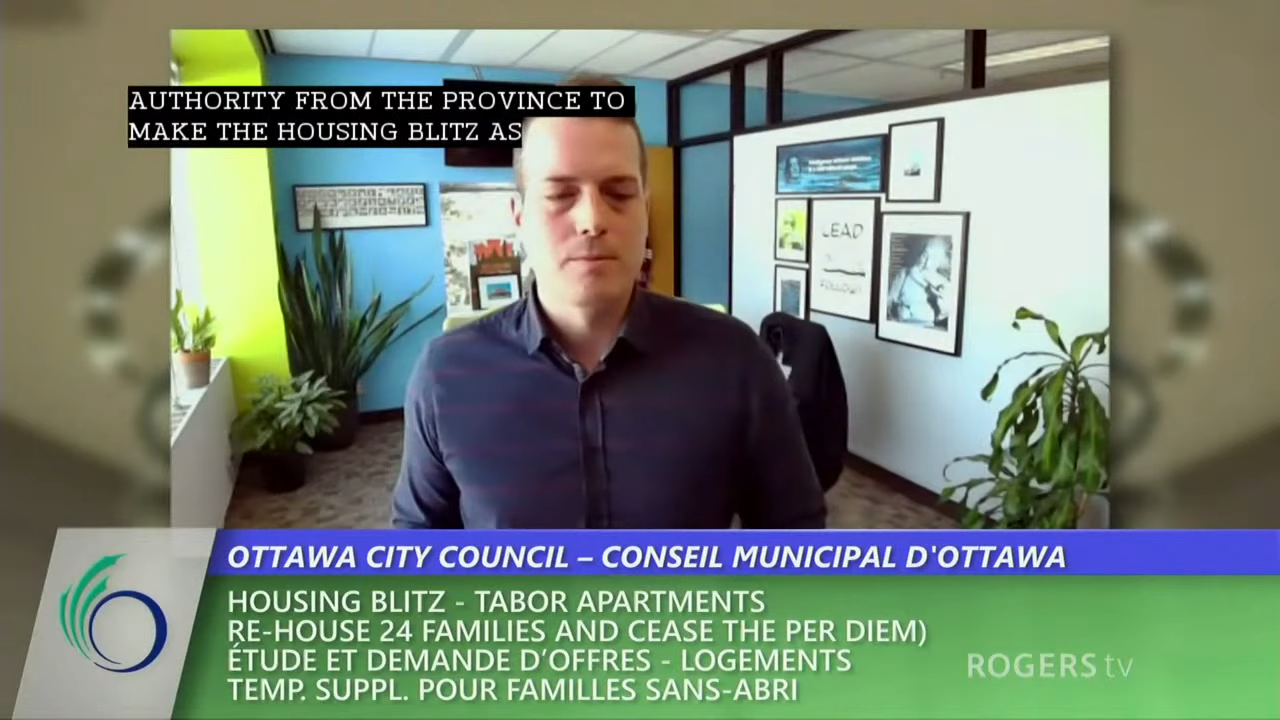 AUTHORITY FROM THE PROVINCE TO
MAKE THE HOUSING BLITZ AS
LEAD
FOLLOW!
OTTAWA CITY COUNCIL – CONSEIL MUNICIPAL D'OTTAWA
HOUSING BLITZ - TABOR APARTMENTS
RE-HOUSE 24 FAMILIES AND CEASE THE PER DIEM)
ÉTUDE ET DEMANDE D’OFFRES - LOGEMENTS
TEMP. SUPPL. POUR FAMILLES SANS-ABRI
ROGERS tv